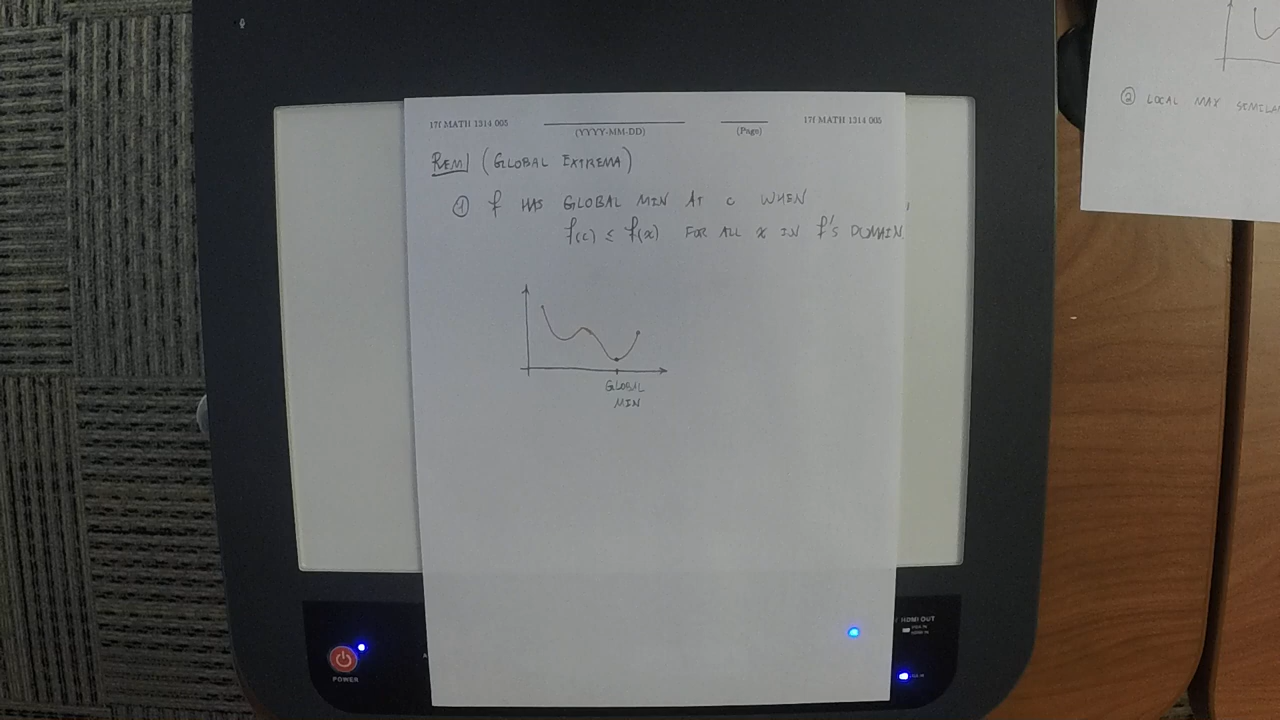 17f MATH 1314 005
(YYYY-MM-DD)
(Page)
17f MATH 1314 005
REM (GLOBAL EXTREMA)
① f HAS GLOBAL MIN AT c WHEN
f(c) ≤ f(x) FOR ALL x IN f'S DOMAIN.
GLOBAL
MIN
② LOCAL MAX SIMILAR
POWER
HDMI OUT